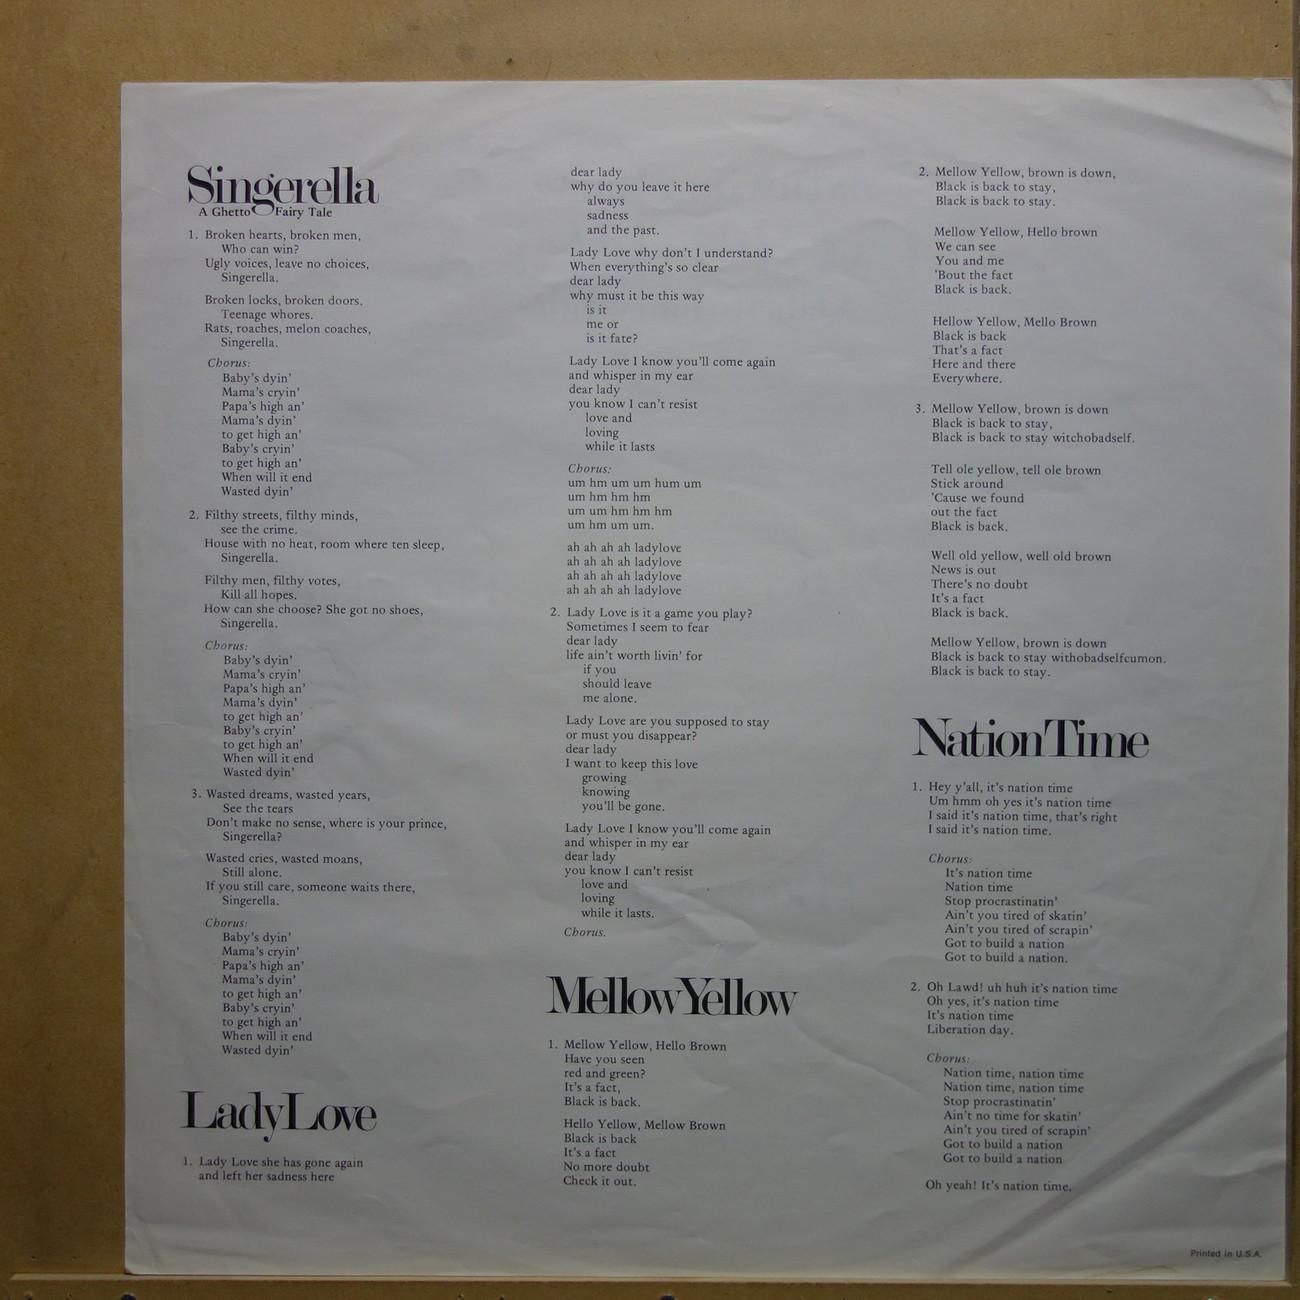 Singerella
A Ghetto Fairy Tale
1. Broken hearts, broken men,
Who can win?
Ugly voices, leave no choices,
Singerella.
Broken locks, broken doors,
Teenage whores.
Rats, roaches, melon coaches,
Singerella.
Chorus:
Baby's dyin'
Mama's cryin'
Papa's high an'
Mama's dyin'
to get high an'
Baby's cryin'
to get high an'
When will it end
Wasted dyin'
2. Filthy streets, filthy minds,
see the crime.
House with no heat, room where ten sleep,
Singerella.
Filthy men, filthy votes,
Kill all hopes.
How can she choose? She got no shoes,
Singerella.
Chorus:
Baby's dyin'
Mama's cryin'
Papa's high an'
Mama's dyin'
to get high an'
Baby's cryin'
to get high an'
When will it end
Wasted dyin'
3. Wasted dreams, wasted years,
See the tears
Don't make no sense, where is your prince,
Singerella?
Wasted cries, wasted moans,
Still alone.
If you still care, someone waits there,
Singerella.
Chorus:
Baby's dyin'
Mama's cryin'
Papa's high an'
Mama's dyin'
to get high an'
Baby's cryin'
to get high an'
When will it end
Wasted dyin'
LadyLove
1. Lady Love she has gone again
and left her sadness here
dear lady
why do you leave it here
always
sadness
and the past.
Lady Love why don't I understand?
When everything's so clear
dear lady
why must it be this way
is it
me or
is it fate?
Lady Love I know you'll come again
and whisper in my ear
dear lady
you know I can't resist
love and
loving
while it lasts
Chorus:
um hm um um hum um
um hm hm hm
um um hm hm hm
um hm um um.
ah ah ah ah ladylove
ah ah ah ah ladylove
ah ah ah ah ladylove
ah ah ah ah ladylove
2. Lady Love is it a game you play?
Sometimes I seem to fear
dear lady
life ain't worth livin' for
if you
should leave
me alone.
Lady Love are you supposed to stay
or must you disappear?
dear lady
I want to keep this love
growing
knowing
you'll be gone.
Lady Love I know you'll come again
and whisper in my ear
dear lady
you know I can't resist
love and
loving
while it lasts.
Chorus.
MellowYellow
1. Mellow Yellow, Hello Brown
Have you seen
red and green?
It's a fact,
Black is back.
Hello Yellow, Mellow Brown
Black is back
It's a fact
No more doubt
Check it out.
2. Mellow Yellow, brown is down,
Black is back to stay,
Black is back to stay.
Mellow Yellow, Hello brown
We can see
You and me
'Bout the fact
Black is back.
Hellow Yellow, Mello Brown
Black is back
That's a fact
Here and there
Everywhere.
3. Mellow Yellow, brown is down
Black is back to stay,
Black is back to stay witchobadself.
Tell ole yellow, tell ole brown
Stick around
'Cause we found
out the fact
Black is back.
Well old yellow, well old brown
News is out
There's no doubt
It's a fact
Black is back.
Mellow Yellow, brown is down
Black is back to stay withobadselfcumon.
Black is back to stay.
NationTime
1. Hey y'all, it's nation time
Um hmm oh yes it's nation time
I said it's nation time, that's right
I said it's nation time.
Chorus:
It's nation time
Nation time
Stop procrastinatin'
Ain't you tired of skatin'
Ain't you tired of scrapin'
Got to build a nation
Got to build a nation.
2. Oh Lawd! uh huh it's nation time
Oh yes, it's nation time
It's nation time
Liberation day.
Chorus:
Nation time, nation time
Nation time, nation time
Stop procrastinatin'
Ain't no time for skatin'
Ain't you tired of scrapin'
Got to build a nation
Got to build a nation
Oh yeah! It's nation time.
Printed in U.S.A.